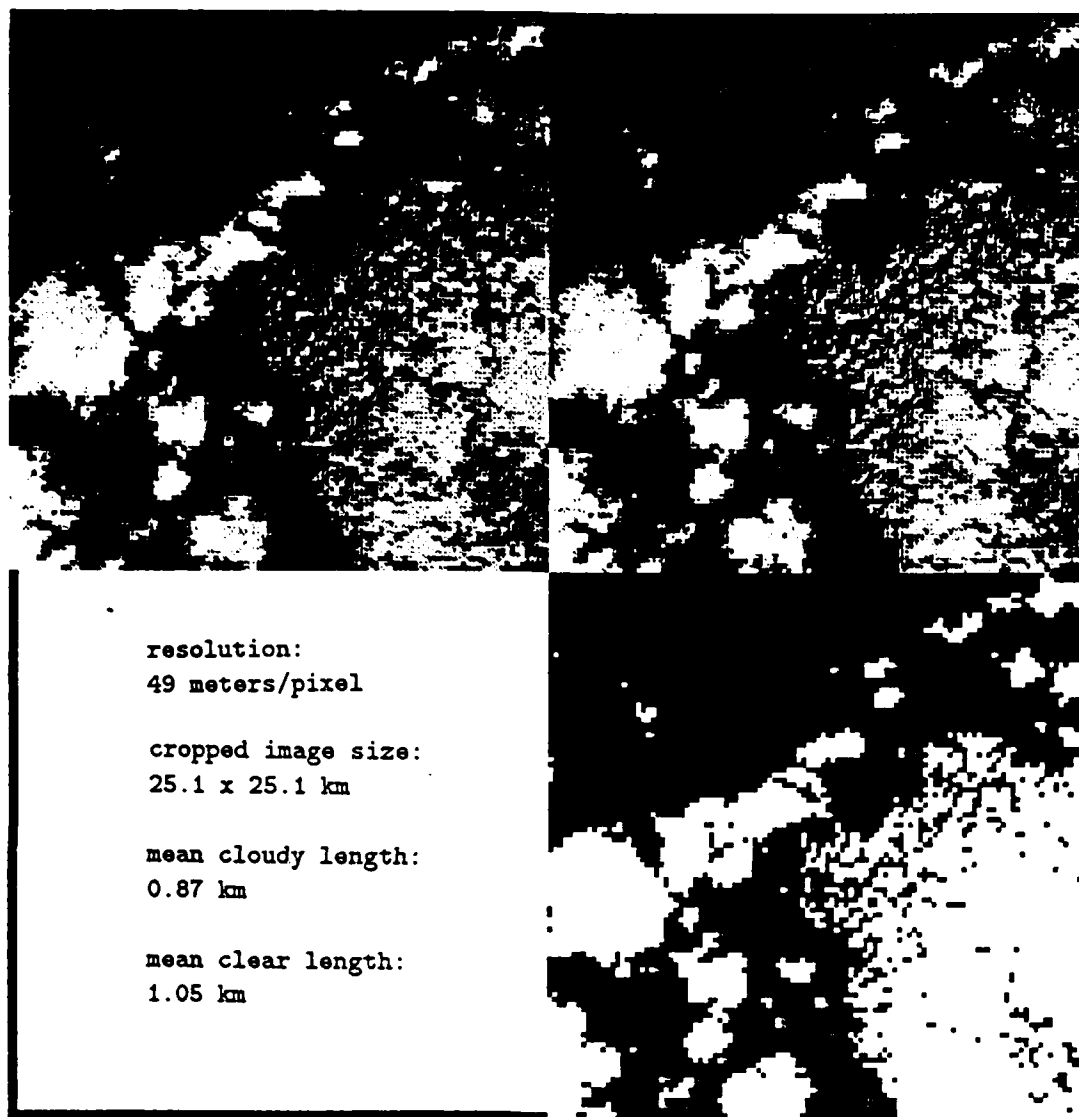 resolution:
49 meters/pixel
cropped image size:
25.1 x 25.1 km
mean cloudy length:
0.87 km
mean clear length:
1.05 km